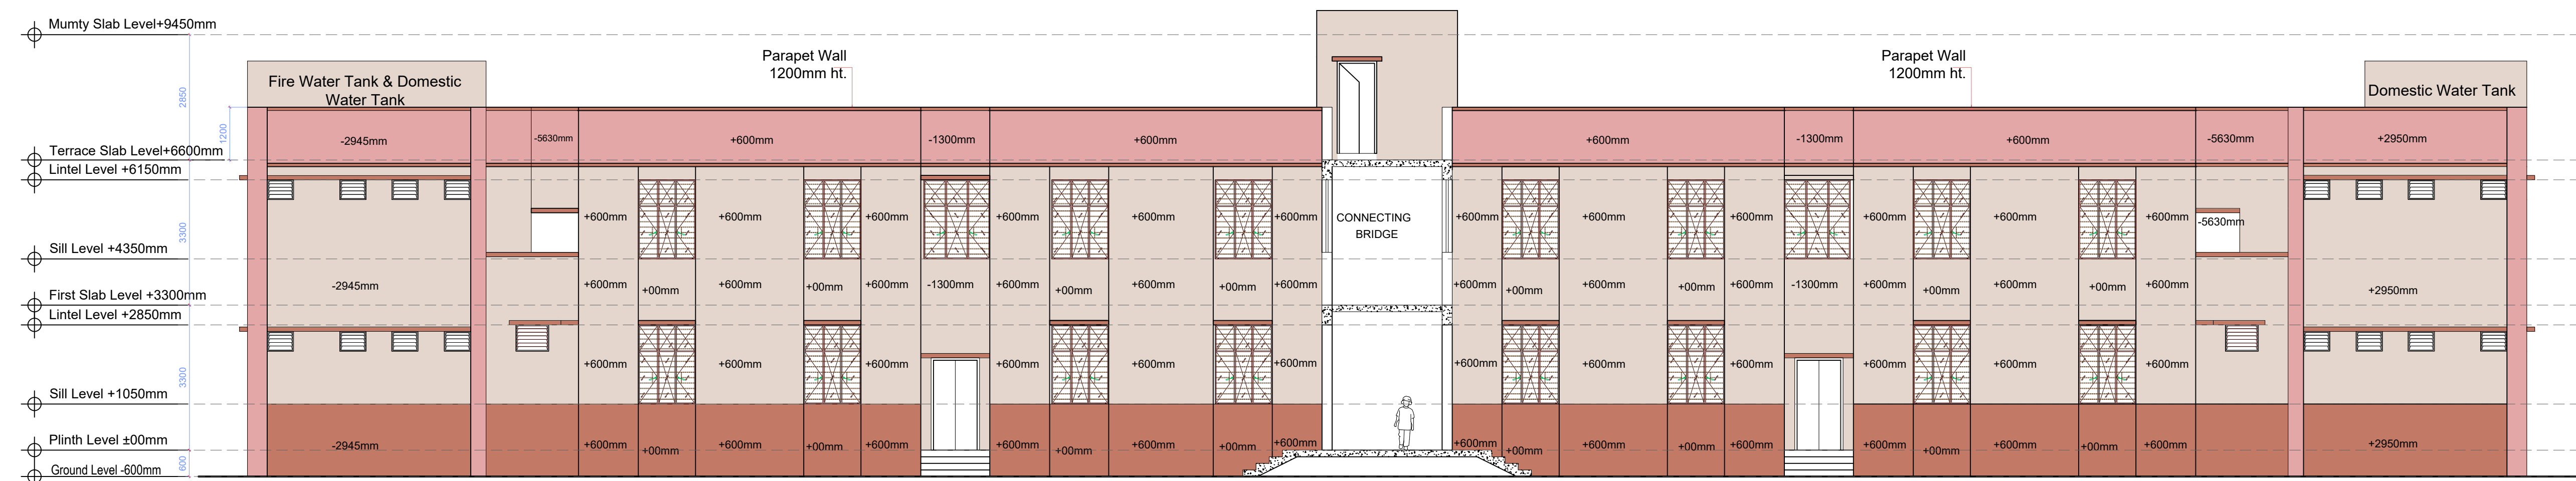 Mumty Slab Level+9450mm
Parapet Wall
1200mm ht.
Parapet Wall
1200mm ht.
Fire Water Tank & Domestic
Water Tank
Domestic Water Tank
2850
1200
-2945mm
-5630mm
+600mm
-1300mm
+600mm
+600mm
-1300mm
+600mm
-5630mm
+2950mm
Terrace Slab Level+6600mm
Lintel Level +6150mm
3300
+600mm
+600mm
+600mm
+600mm
+600mm
+600mm
CONNECTING
BRIDGE
+600mm
+600mm
+600mm
+600mm
+600mm
+600mm
-5630mm
Sill Level +4350mm
-2945mm
+600mm
+00mm
+600mm
+00mm
+600mm
-1300mm
+600mm
+00mm
+600mm
+00mm
+600mm
+600mm
+00mm
+600mm
+00mm
+600mm
-1300mm
+600mm
+00mm
+600mm
+00mm
+600mm
+2950mm
First Slab Level +3300mm
Lintel Level +2850mm
3300
+600mm
+600mm
+600mm
+600mm
+600mm
+600mm
+600mm
+600mm
+600mm
+600mm
+600mm
+600mm
Sill Level +1050mm
Plinth Level ±00mm
-2945mm
+600mm
+00mm
+600mm
+00mm
+600mm
+600mm
+00mm
+600mm
+00mm
+600mm
+600mm
+00mm
+600mm
+00mm
+600mm
+600mm
+00mm
+600mm
+00mm
+600mm
+2950mm
600
Ground Level -600mm